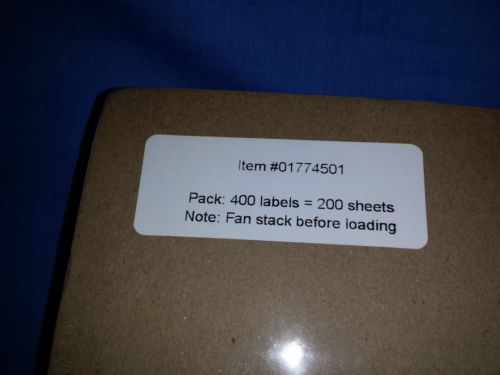 Item #01774501
Pack: 400 labels = 200 sheets
Note: Fan stack before loading